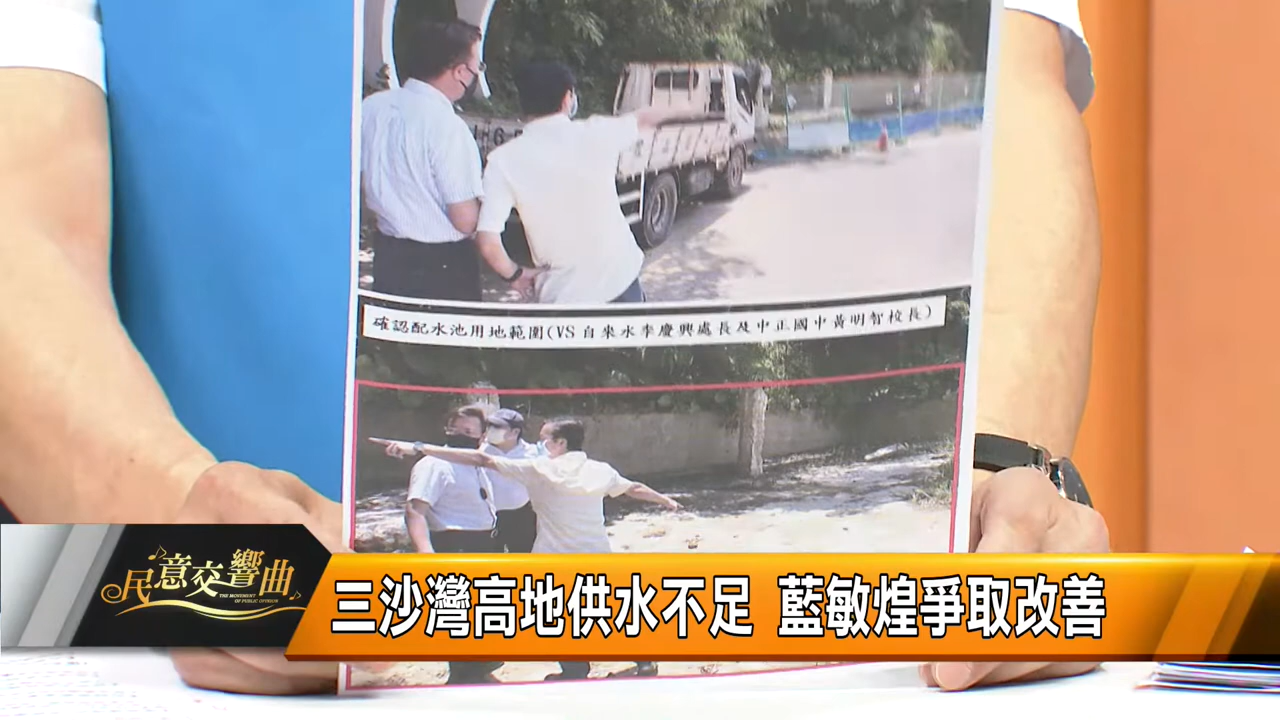 確認配水池用地範圍(VS自來水李慶興處長及中正國中黃明智校長)
民意交響曲
THE MOVEMENT
OF PUBLIC OPINION
三沙灣高地供水不足 藍敏煌爭取改善